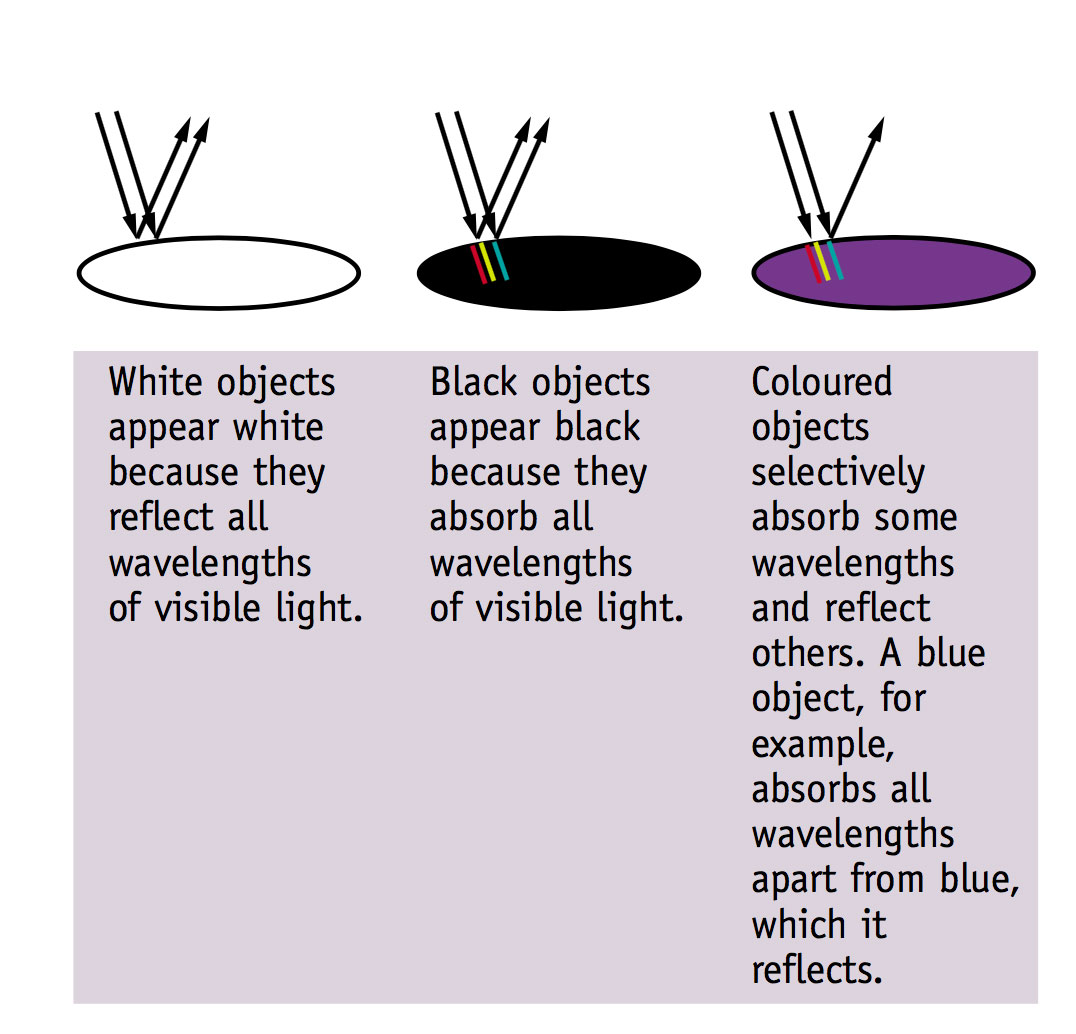 White objects
appear white
because they
reflect all
wavelengths
of visible light.
Black objects
appear black
because they
absorb all
wavelengths
of visible light.
Coloured
objects
selectively
absorb some
wavelengths
and reflect
others. A blue
object, for
example,
absorbs all
wavelengths
apart from blue,
which it
reflects.